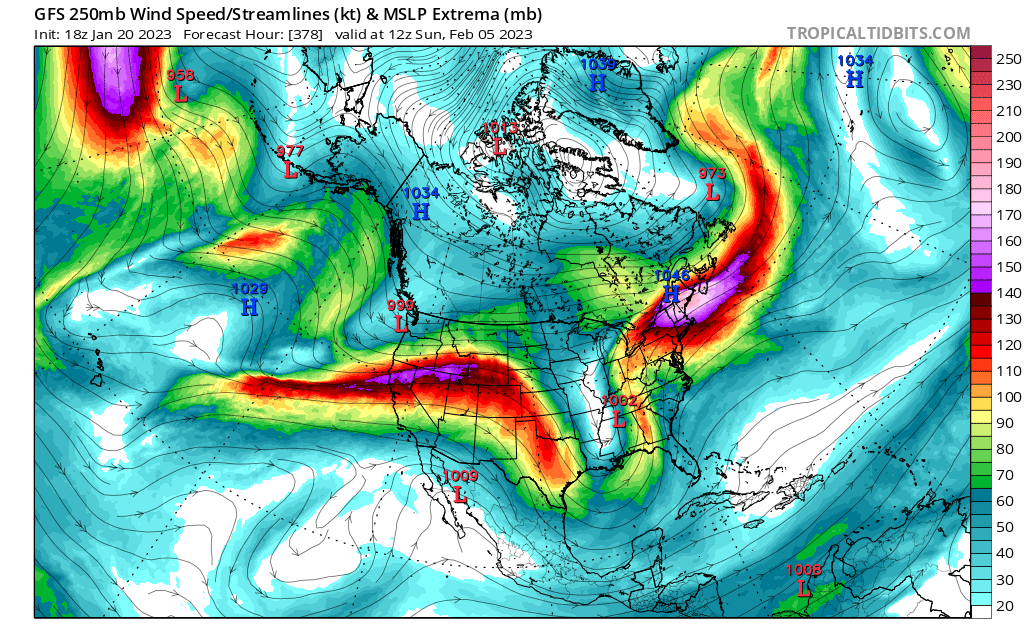 GFS 250mb Wind Speed/Streamlines (kt) & MSLP Extrema (mb)
Init: 18z Jan 20 2023 Forecast Hour: [378] valid at 12z Sun, Feb 05 2023
TROPICALTIDBITS.COM
958
L
1039
H
1034
H
1013
L
977
L
973
L
1034
H
1046
H
1029
H
999
L
1002
L
1009
L
1008
L
250
230
220
210
200
190
180
170
160
150
140
130
120
110
100
90
80
70
60
50
40
30
20